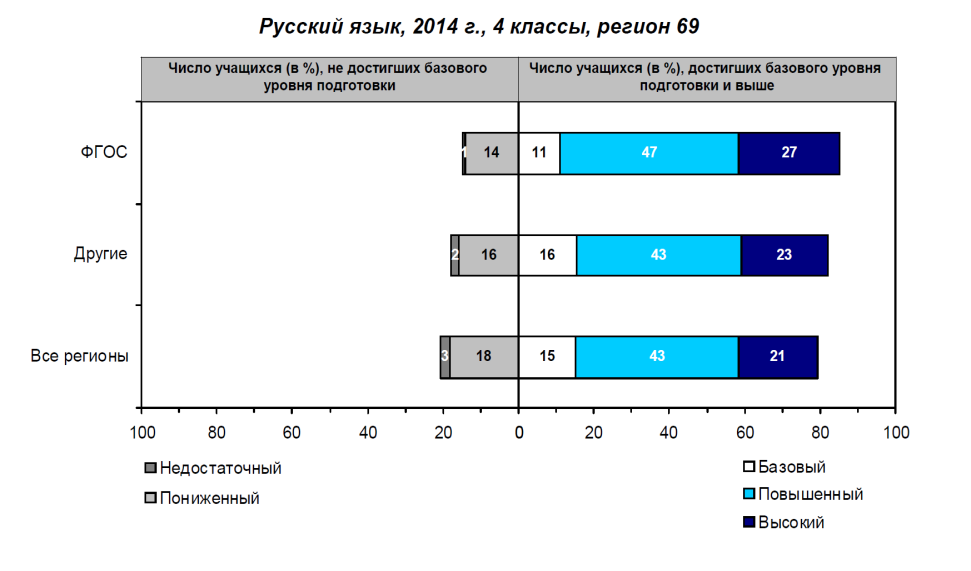 Русский язык, 2014 г., 4 классы, регион 69
Число учащихся (в %), не достигших базового
уровня подготовки
Число учащихся (в %), достигших базового уровня
подготовки и выше
ФГОС
1 14 11 47 27
Другие
2 16 16 43 23
Все регионы
3 18 15 43 21
100 80 60 40 20 0 20 40 60 80 100
Недостаточный
Пониженный
Базовый
Повышенный
Высокий